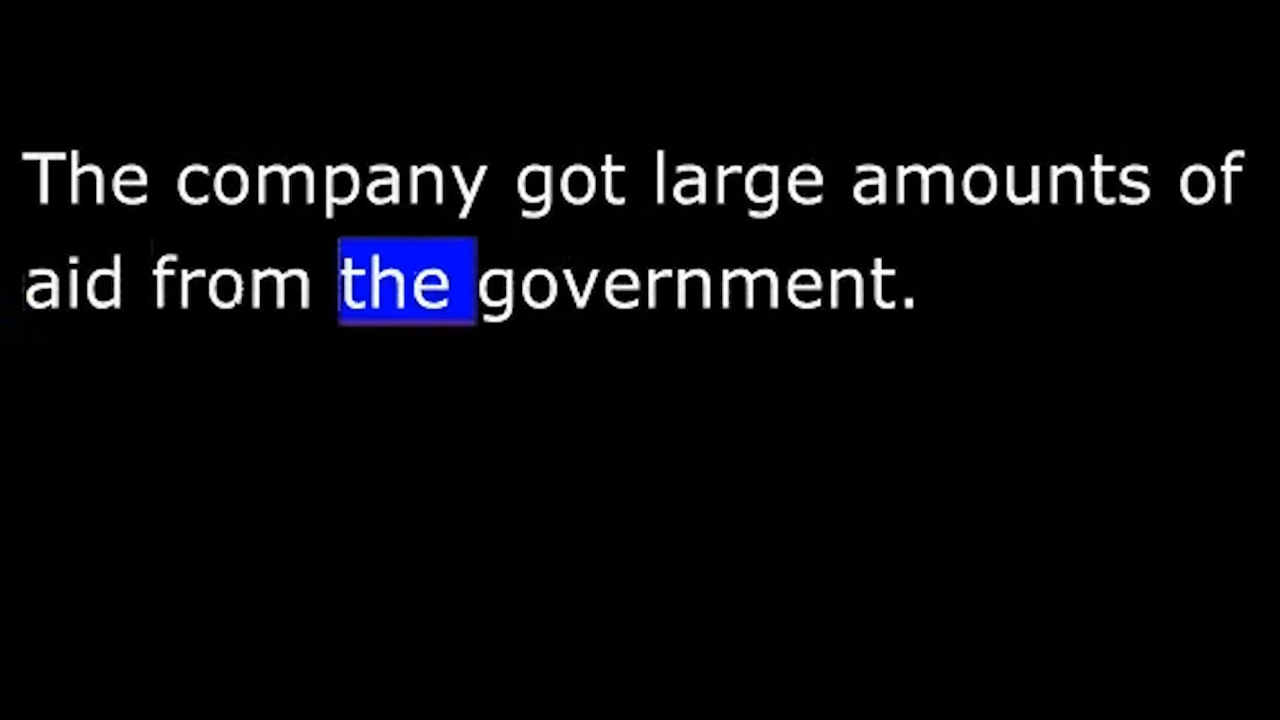 The company got large amounts of
aid from the government.